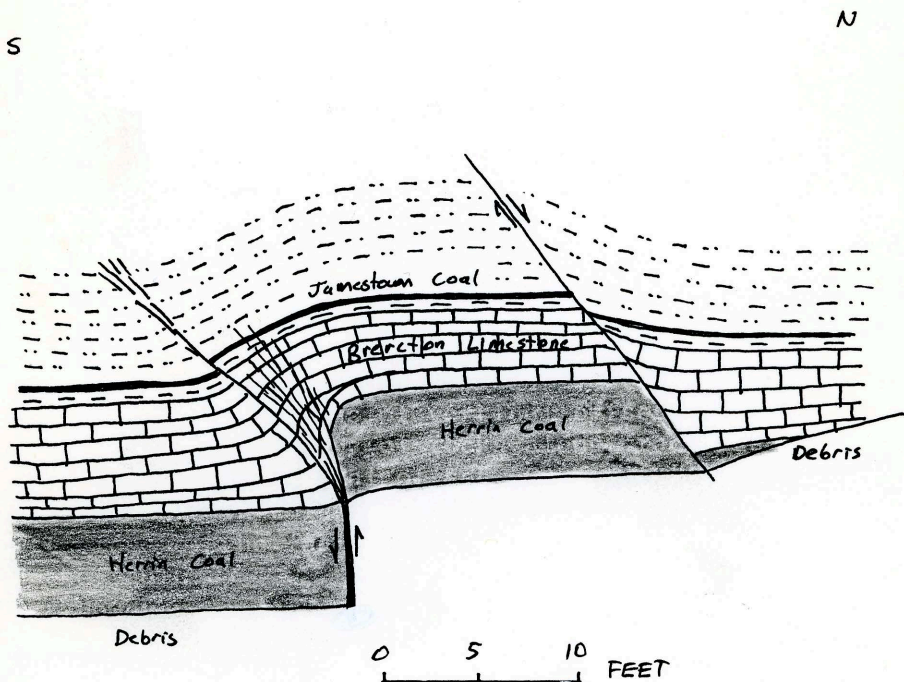 N
S
Jamestown Coal
Brereton Limestone
Herrin Coal
Debris
Herrin Coal
Debris
0 5 10 FEET